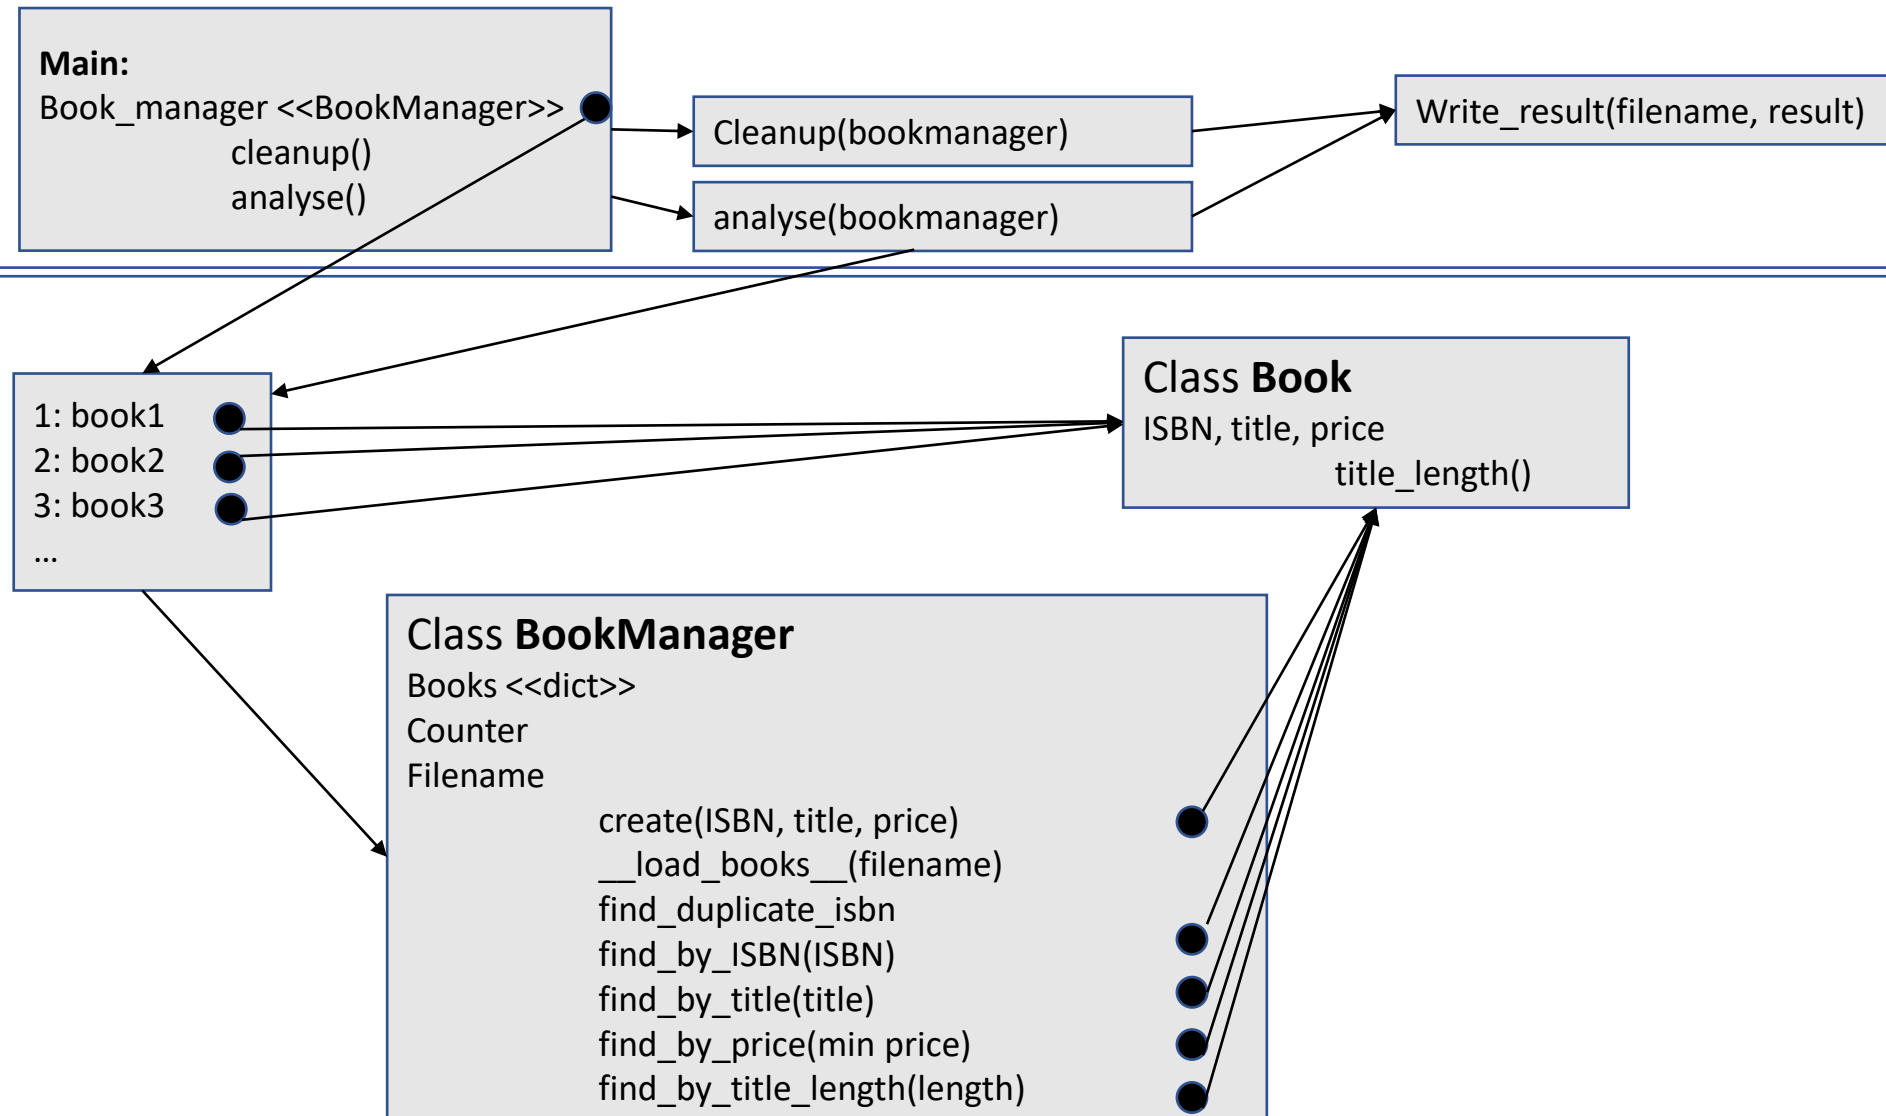 Main:
Book_manager <<BookManager>>
cleanup()
analyse()
Cleanup(bookmanager)
analyse(bookmanager)
Write_result(filename, result)
1: book1
2: book2
3: book3
...
Class Book
ISBN, title, price
title_length()
Class BookManager
Books <<dict>>
Counter
Filename
create(ISBN, title, price)
__load_books__(filename)
find_duplicate_isbn
find_by_ISBN(ISBN)
find_by_title(title)
find_by_price(min price)
find_by_title_length(length)